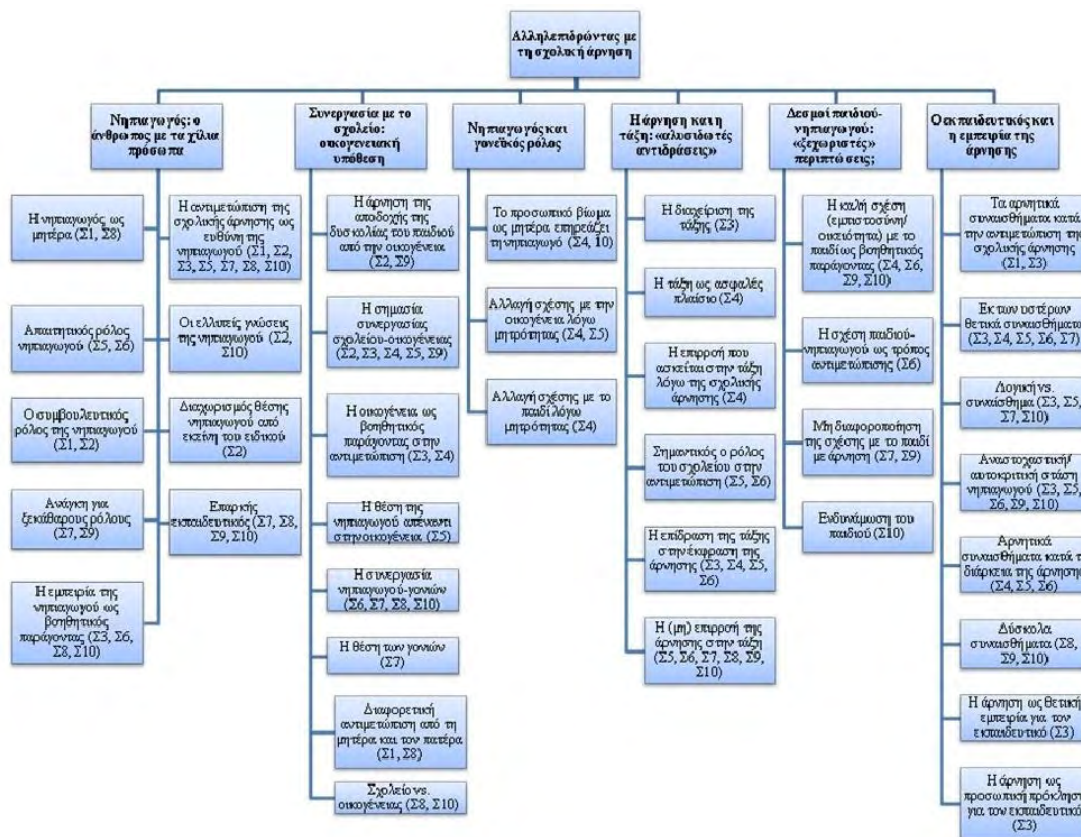 Αλληλεπιδρώντας με
τη σχολική άρνηση
Νηπιαγωγός: ο
άνθρωπος με τα χίλια
πρόσωπα
Η νηπιαγωγός ως
μητέρα (Σ1, Σ8)
Η αντιμετώπιση της
σχολικής άρνησης ως
ευθύνη της
νηπιαγωγού (Σ1, Σ2,
Σ3, Σ5, Σ7, Σ8, Σ10)
Απαιτητικός ρόλος
νηπιαγωγού (Σ5, Σ6)
Οι ελλιπείς γνώσεις
της νηπιαγωγού (Σ2,
Σ10)
Ο συμβουλευτικός
ρόλος της νηπιαγωγού
(Σ1, Σ2)
Διαχωρισμός θέσης
νηπιαγωγού από
εκείνη του ειδικού
(Σ2)
Ανάγκη για
ξεκάθαρους ρόλους
(Σ7, Σ9)
Επαρκής
εκπαιδευτικός (Σ7, Σ8,
Σ9, Σ10)
Η εμπειρία της
νηπιαγωγού ως
βοηθητικός
παράγοντας (Σ3, Σ6,
Σ8, Σ10)
Συνεργασία με το
σχολείο:
οικογενειακή
υπόθεση
Η άρνηση της
αποδοχής της
δυσκολίας του παιδιού
από την οικογένεια
(Σ2, Σ9)
Η σημασία
συνεργασίας
σχολείου-οικογένειας
(Σ2, Σ3, Σ4, Σ5, Σ9)
Η οικογένεια ως
βοηθητικός
παράγοντας στην
αντιμετώπιση (Σ3, Σ4)
Η θέση της
νηπιαγωγού απέναντι
στην οικογένεια (Σ5)
Η συνεργασία
νηπιαγωγού-γονιών
(Σ6, Σ7, Σ8, Σ10)
Η θέση των γονιών
(Σ7)
Διαφορετική
αντιμετώπιση από τη
μητέρα και τον πατέρα
(Σ1, Σ8)
Σχολείο vs.
οικογένειας (Σ8, Σ10)
Νηπιαγωγός και
γονεϊκός ρόλος
Το προσωπικό βίωμα
ως μητέρα επηρεάζει
τη νηπιαγωγό (Σ4, 10)
Αλλαγή σχέσης με την
οικογένεια λόγω
μητρότητας (Σ4, Σ5)
Αλλαγή σχέσης με το
παιδί λόγω
μητρότητας (Σ4)
Η άρνηση και η
τάξη: «αλυσιδωτές
αντιδράσεις»
Η διαχείριση της
τάξης (Σ3)
Η τάξη ως ασφαλές
πλαίσιο (Σ4)
Η επιρροή που
ασκείται στην τάξη
λόγω της σχολικής
άρνησης (Σ4)
Σημαντικός ο ρόλος
του σχολείου στην
αντιμετώπιση (Σ5, Σ6)
Η επίδραση της τάξης
στην έκφραση της
άρνησης (Σ3, Σ4, Σ5,
Σ6)
Η (μη) επιρροή της
άρνησης στην τάξη
(Σ5, Σ6, Σ7, Σ8, Σ9,
Σ10)
Δεσμοί παιδιού-
νηπιαγωγού:
«ξεχωριστές»
περιπτώσεις;
Η καλή σχέση
(εμπιστοσύνη/
οικειότητα) με το
παιδί ως βοηθητικός
παράγοντας (Σ4, Σ6,
Σ9, Σ10)
Η σχέση παιδιού-
νηπιαγωγού ως τρόπος
αντιμετώπισης (Σ6)
Μη διαφοροποίηση
της σχέσης με το παιδί
με άρνηση (Σ7, Σ9)
Ενδυνάμωση του
παιδιού (Σ10)
Ο εκπαιδευτικός και
η εμπειρία της
άρνησης
Τα αρνητικά
συναισθήματα κατά
την αντιμετώπιση της
σχολικής άρνησης
(Σ1, Σ3)
Εκ των υστέρων
θετικά συναισθήματα
(Σ3, Σ4, Σ5, Σ6, Σ7)
Λογική vs.
συναίσθημα (Σ3, Σ5,
Σ7, Σ10)
Αναστοχαστική/
αυτοκριτική στάση
νηπιαγωγού (Σ3, Σ5,
Σ6, Σ9, Σ10)
Αρνητικά
συναισθήματα κατά τ
διάρκεια της άρνησης
(Σ4, Σ5, Σ6)
Δύσκολα
συναισθήματα (Σ8,
Σ9, Σ10)
Η άρνηση ως θετική
εμπειρία για τον
εκπαιδευτικό (Σ3)
Η άρνηση ως
προσωπική πρόκληση
για τον εκπαιδευτικό
(Σ3)